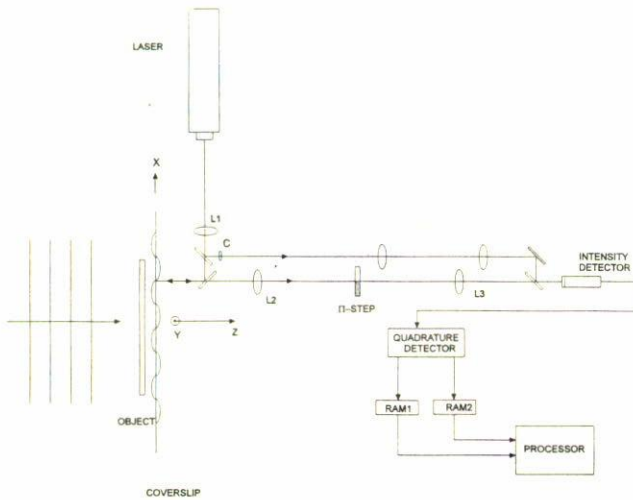 LASER
X
L1
C
INTENSITY
DETECTOR
L2
L3
Π-STEP
Y
Z
QUADRATURE
DETECTOR
RAM1
RAM2
OBJECT
PROCESSOR
COVERSLIP